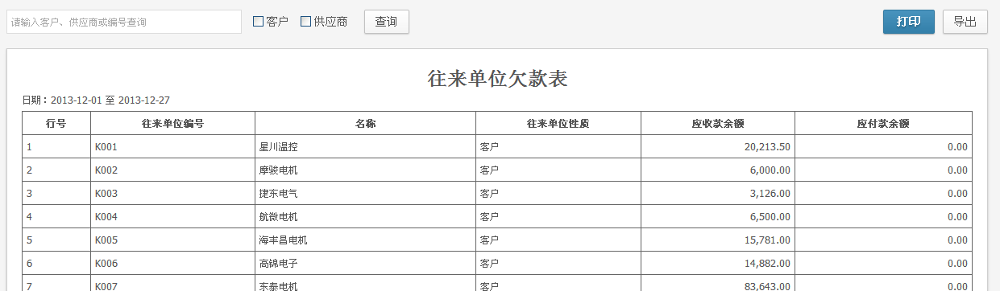 请输入客户、供应商或编号查询 客户 供应商 查询 打印 导出
往来单位欠款表
日期：2013-12-01 至 2013-12-27
行号 往来单位编号 名称 往来单位性质 应收款余额 应付款余额
1 K001 星川温控 客户 20,213.50 0.00
2 K002 摩骏电机 客户 6,000.00 0.00
3 K003 捷东电气 客户 3,126.00 0.00
4 K004 航微电机 客户 6,500.00 0.00
5 K005 海丰昌电机 客户 15,781.00 0.00
6 K006 高锦电子 客户 14,882.00 0.00
7 K007 东泰电机 客户 83,643.00 0.00